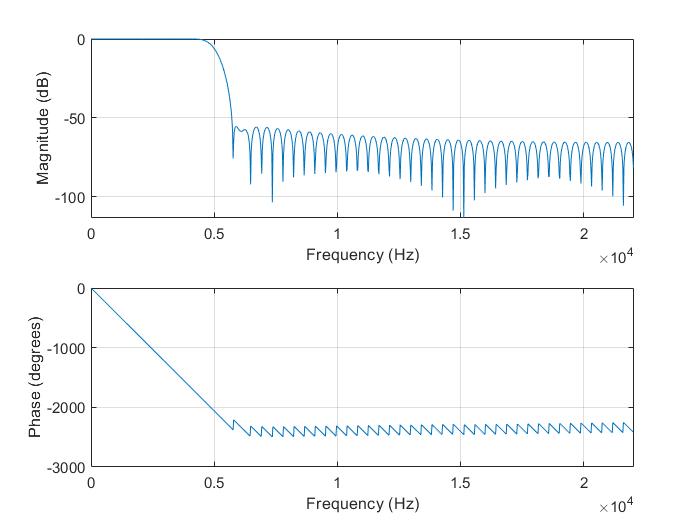 0
-50
-100
Magnitude (dB)
0 0.5 1 1.5 2
×10^4
Frequency (Hz)
0
-1000
-2000
-3000
Phase (degrees)
0 0.5 1 1.5 2
×10^4
Frequency (Hz)